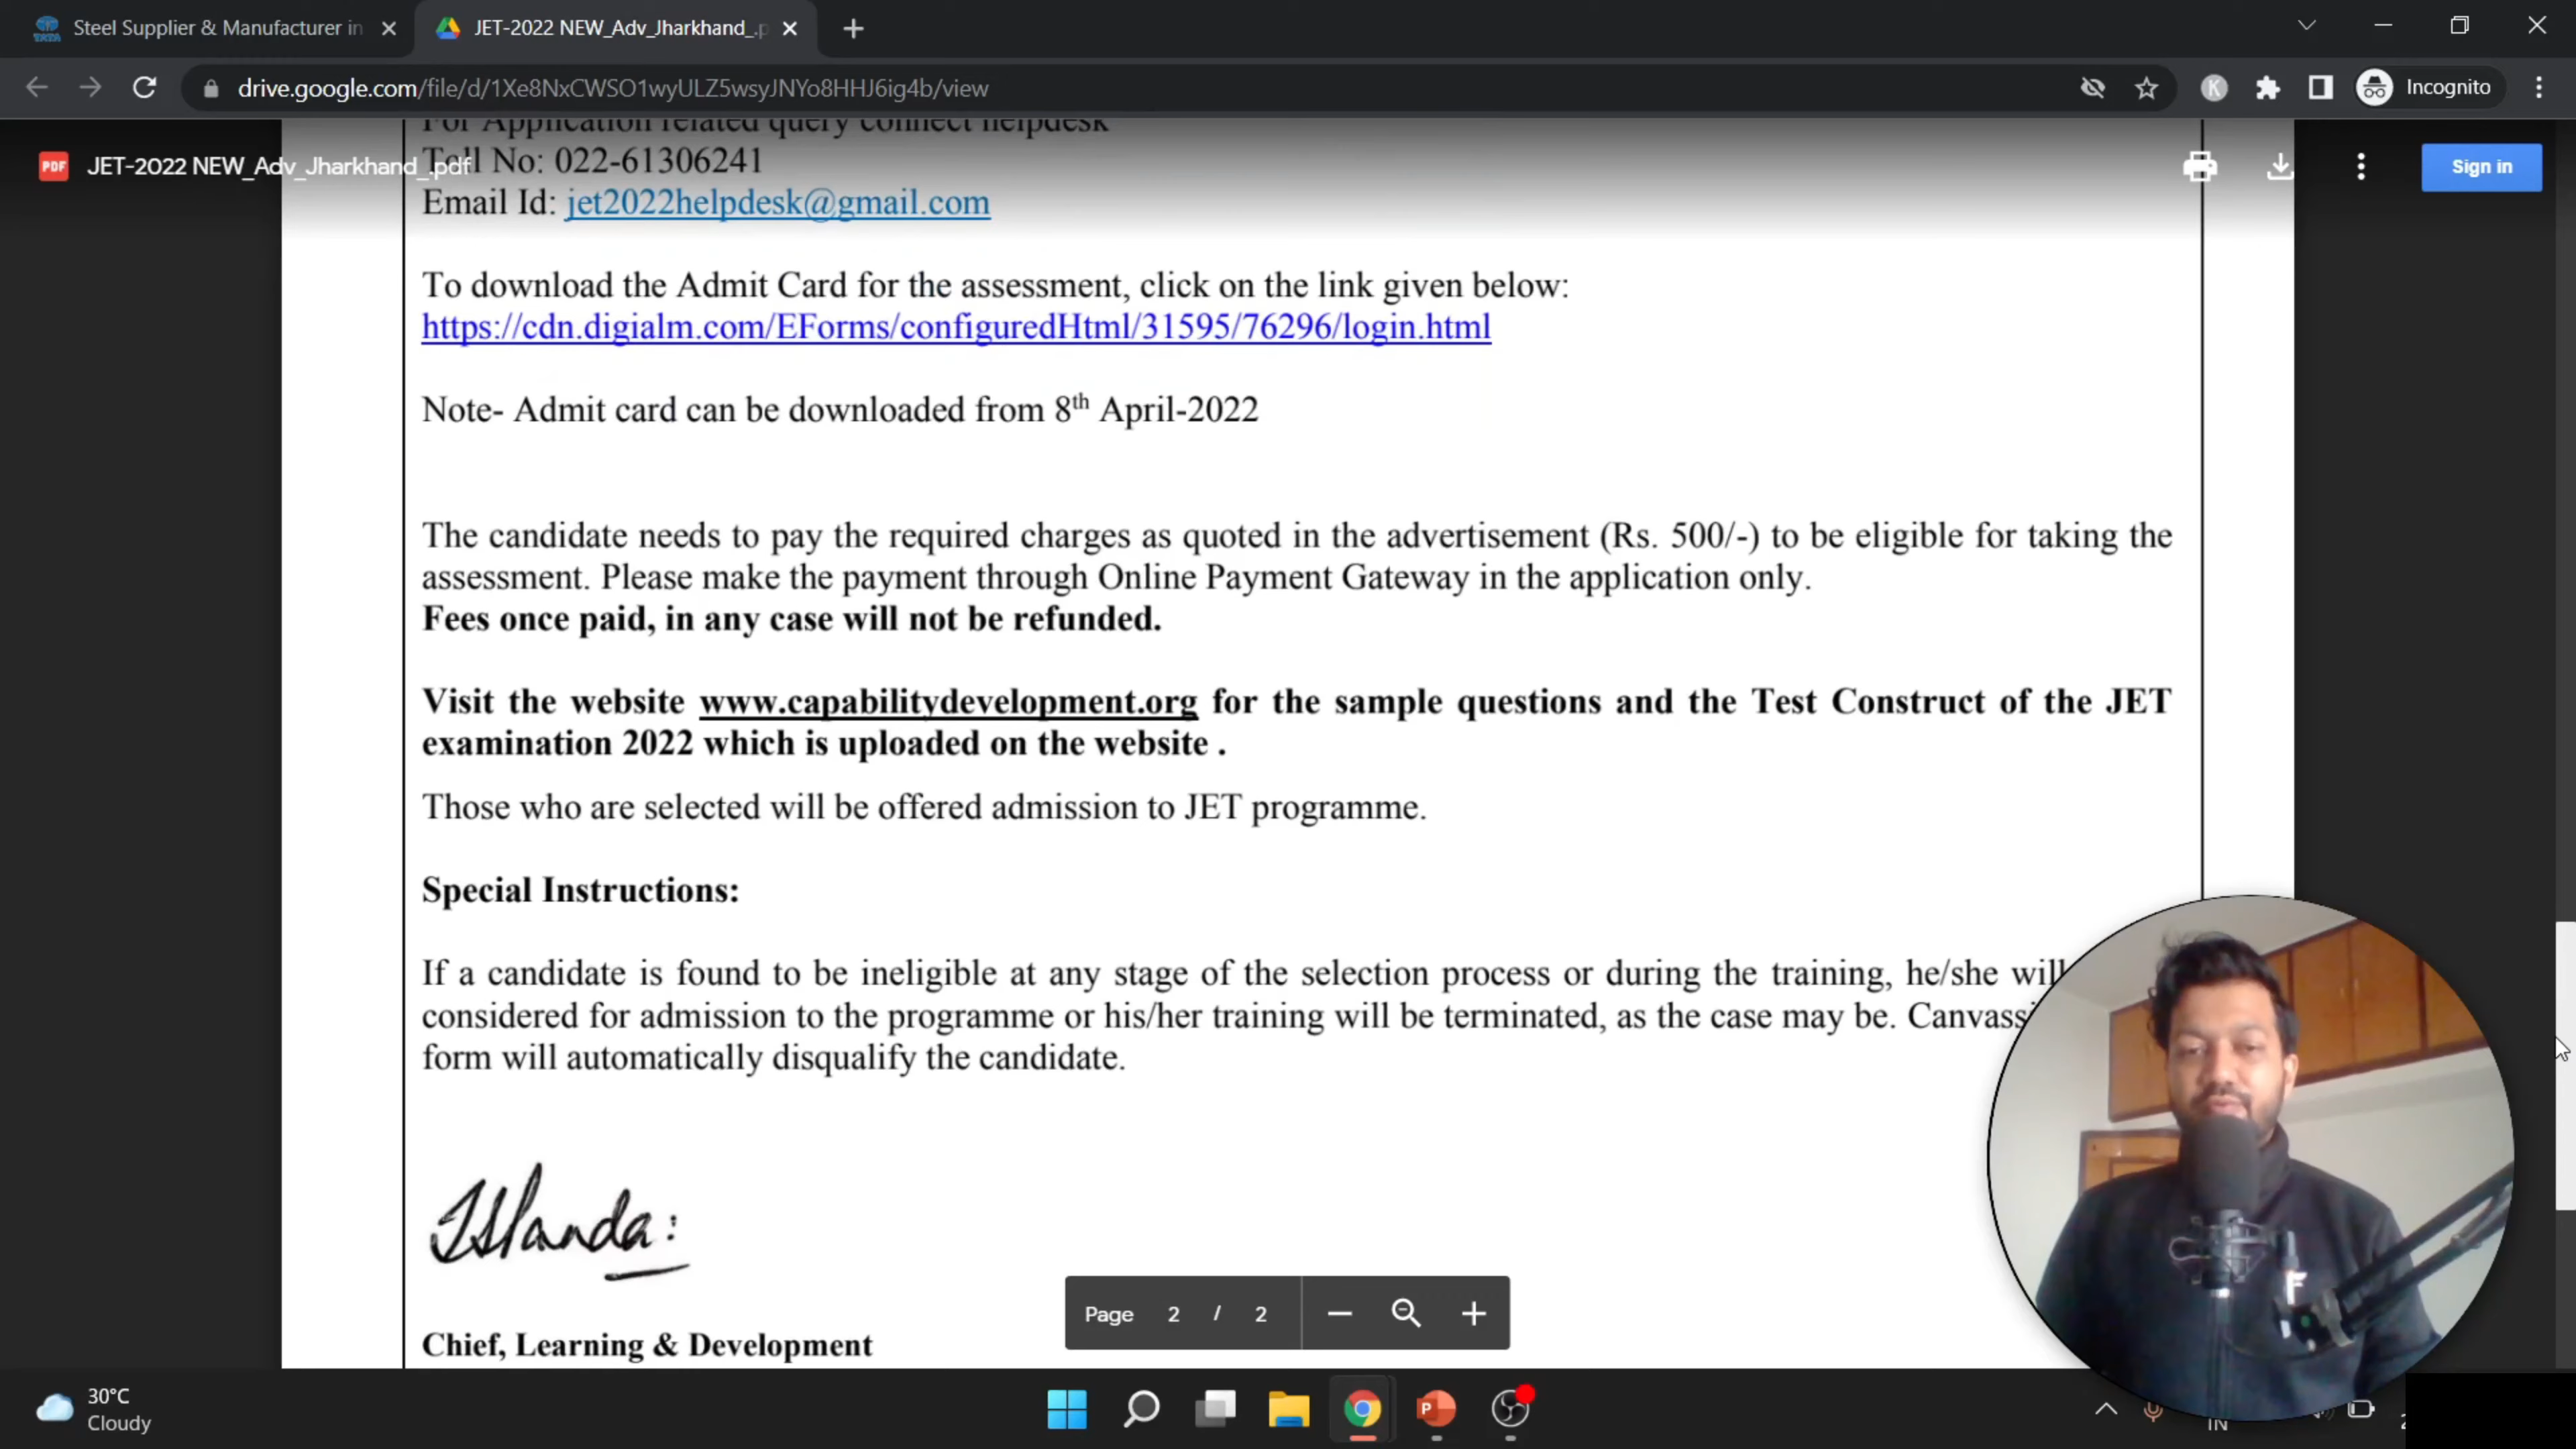 Steel Supplier & Manufacturer in
JET-2022 NEW_Adv_Jharkhand_.p
drive.google.com/file/d/1Xe8NxCWSO1wyULZ5wsyJNYo8HHJ6ig4b/view
K
Incognito
For Application related query connect helpdesk
PDF JET-2022 NEW_Adv_Jharkhand_.pdf
Sign in
Toll No: 022-61306241
Email Id: jet2022helpdesk@gmail.com
To download the Admit Card for the assessment, click on the link given below:
https://cdn.digialm.com/EForms/configuredHtml/31595/76296/login.html
Note- Admit card can be downloaded from 8th April-2022
The candidate needs to pay the required charges as quoted in the advertisement (Rs. 500/-) to be eligible for taking the
assessment. Please make the payment through Online Payment Gateway in the application only.
Fees once paid, in any case will not be refunded.
Visit the website www.capabilitydevelopment.org for the sample questions and the Test Construct of the JET
examination 2022 which is uploaded on the website .
Those who are selected will be offered admission to JET programme.
Special Instructions:
If a candidate is found to be ineligible at any stage of the selection process or during the training, he/she will
considered for admission to the programme or his/her training will be terminated, as the case may be. Canvass
form will automatically disqualify the candidate.
Page 2 / 2
Chief, Learning & Development
30°C
Cloudy
IN